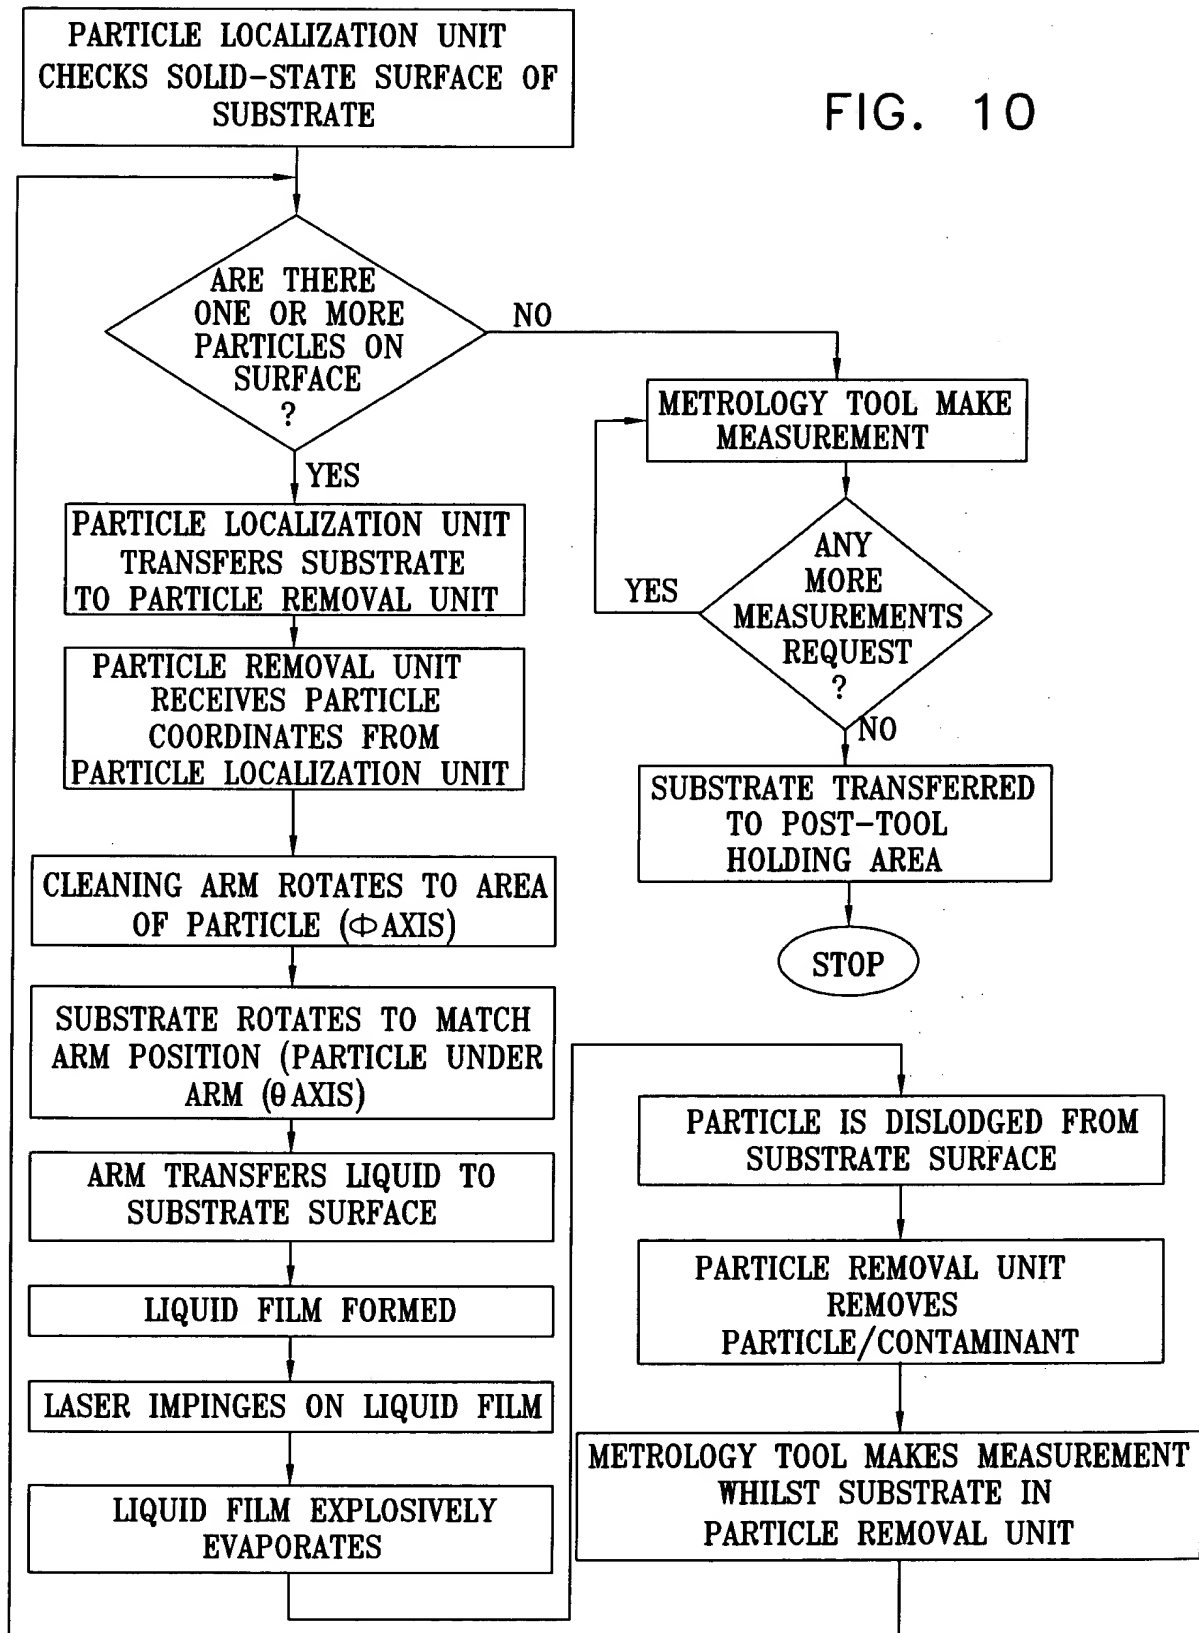 PARTICLE LOCALIZATION UNIT
CHECKS SOLID-STATE SURFACE OF
SUBSTRATE
FIG. 10
ARE THERE
ONE OR MORE
PARTICLES ON
SURFACE
?
NO
YES
METROLOGY TOOL MAKE
MEASUREMENT
ANY
MORE
MEASUREMENTS
REQUEST
?
YES
NO
SUBSTRATE TRANSFERRED
TO POST-TOOL
HOLDING AREA
STOP
PARTICLE LOCALIZATION UNIT
TRANSFERS SUBSTRATE
TO PARTICLE REMOVAL UNIT
PARTICLE REMOVAL UNIT
RECEIVES PARTICLE
COORDINATES FROM
PARTICLE LOCALIZATION UNIT
CLEANING ARM ROTATES TO AREA
OF PARTICLE (Φ AXIS)
SUBSTRATE ROTATES TO MATCH
ARM POSITION (PARTICLE UNDER
ARM (θ AXIS)
ARM TRANSFERS LIQUID TO
SUBSTRATE SURFACE
LIQUID FILM FORMED
LASER IMPINGES ON LIQUID FILM
LIQUID FILM EXPLOSIVELY
EVAPORATES
PARTICLE IS DISLODGED FROM
SUBSTRATE SURFACE
PARTICLE REMOVAL UNIT
REMOVES
PARTICLE/CONTAMINANT
METROLOGY TOOL MAKES MEASUREMENT
WHILST SUBSTRATE IN
PARTICLE REMOVAL UNIT